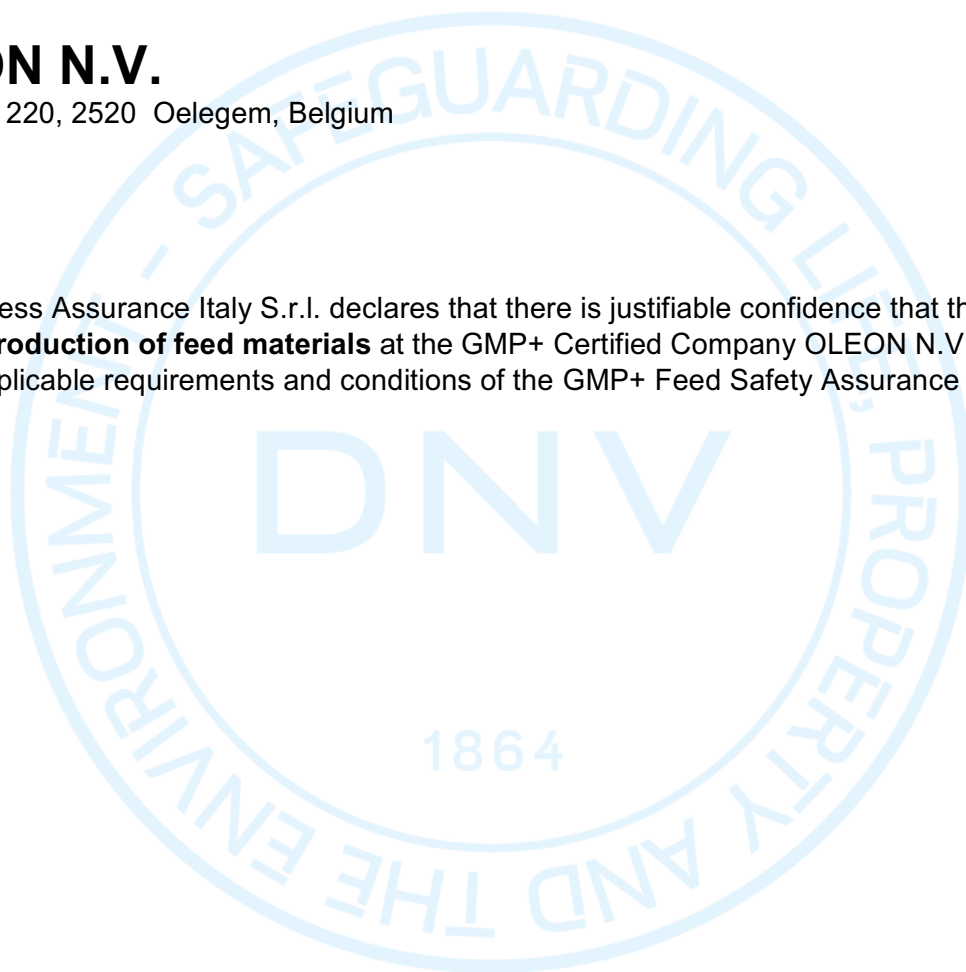 ON N.V.
220, 2520 Oelegem, Belgium
ess Assurance Italy S.r.l. declares that there is justifiable confidence that th
roduction of feed materials at the GMP+ Certified Company OLEON N.V
plicable requirements and conditions of the GMP+ Feed Safety Assurance
SAFEGUARDING LIFE, PROPERTY AND THE ENVIRONMENT -
DNV
1864